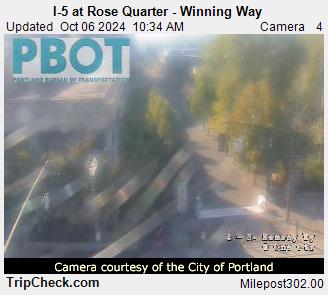 I-5 at Rose Quarter - Winning Way
Updated Oct 06 2024 10:34 AM Camera 4
PBOT
PORTLAND BUREAU OF TRANSPORTATION
Camera courtesy of the City of Portland
TripCheck.com Milepost302.00